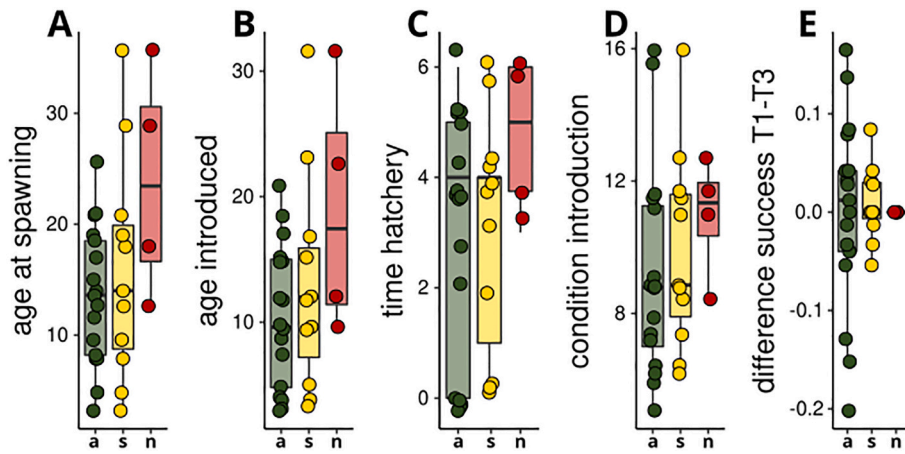 A
age at spawning
30
20
10
a s n
B
age introduced
30
20
10
a s n
C
time hatchery
6
4
2
0
a s n
D
condition introduction
16
12
8
a s n
E
difference success T1-T3
0.1
0.0
-0.1
-0.2
a s n